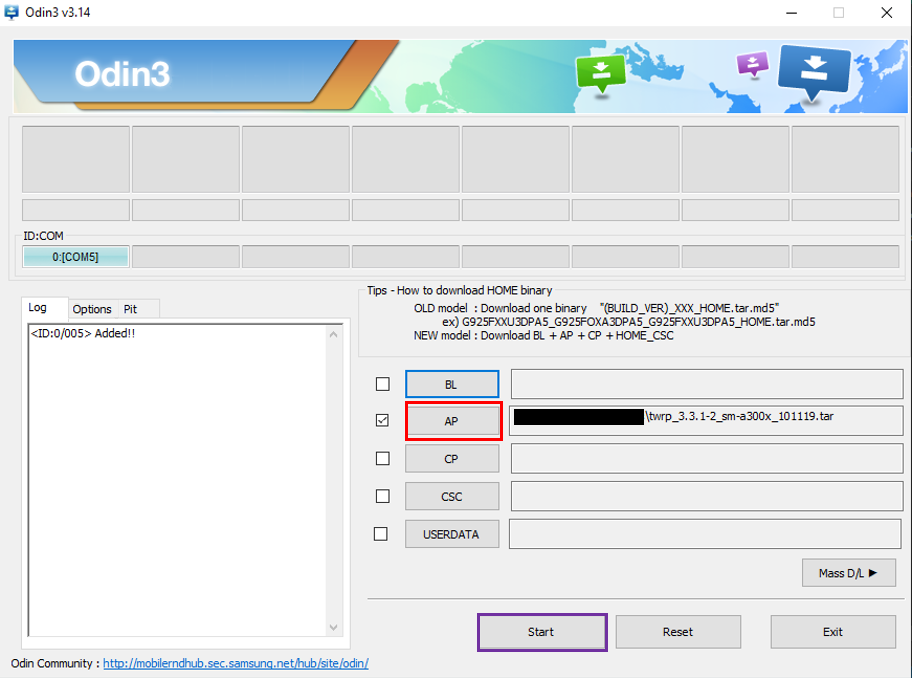 Odin3 v3.14
Odin3
ID:COM
0:[COM5]
Log
Options
Pit
<ID:0/005> Added!!
Tips - How to download HOME binary
OLD model : Download one binary "(BUILD_VER)_XXX_HOME.tar.md5"
ex) G925FXXU3DPA5_G925FOXA3DPA5_G925FXXU3DPA5_HOME.tar.md5
NEW model : Download BL + AP + CP + HOME_CSC
BL
AP
\twrp_3.3.1-2_sm-a300x_101119.tar
CP
CSC
USERDATA
Mass D/L ►
Start
Reset
Exit
Odin Community : http://mobilerndhub.sec.samsung.net/hub/site/odin/